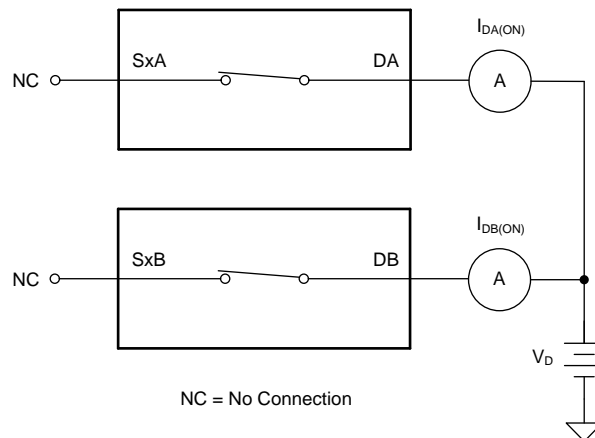 I_DA(ON)
SxA DA
NC A
I_DB(ON)
SxB DB
NC A
V_D
NC = No Connection